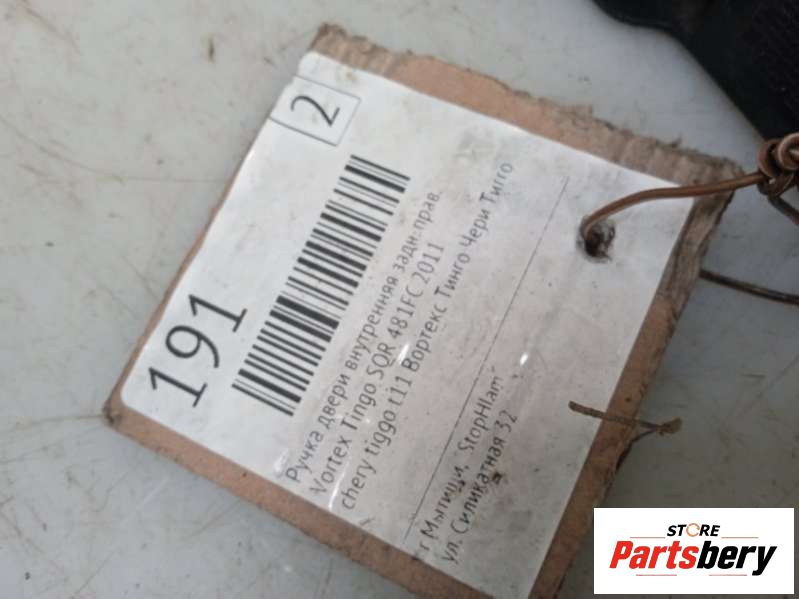 2
191
Ручка двери внутренняя задн.прав.
Vortex Tingo SQR 481FC 2011
chery tiggo t11 Вортекс Тинго Чери Тигго
г Мытищи, StopHlam
ул. Силикатная 32
STORE
Partsbery